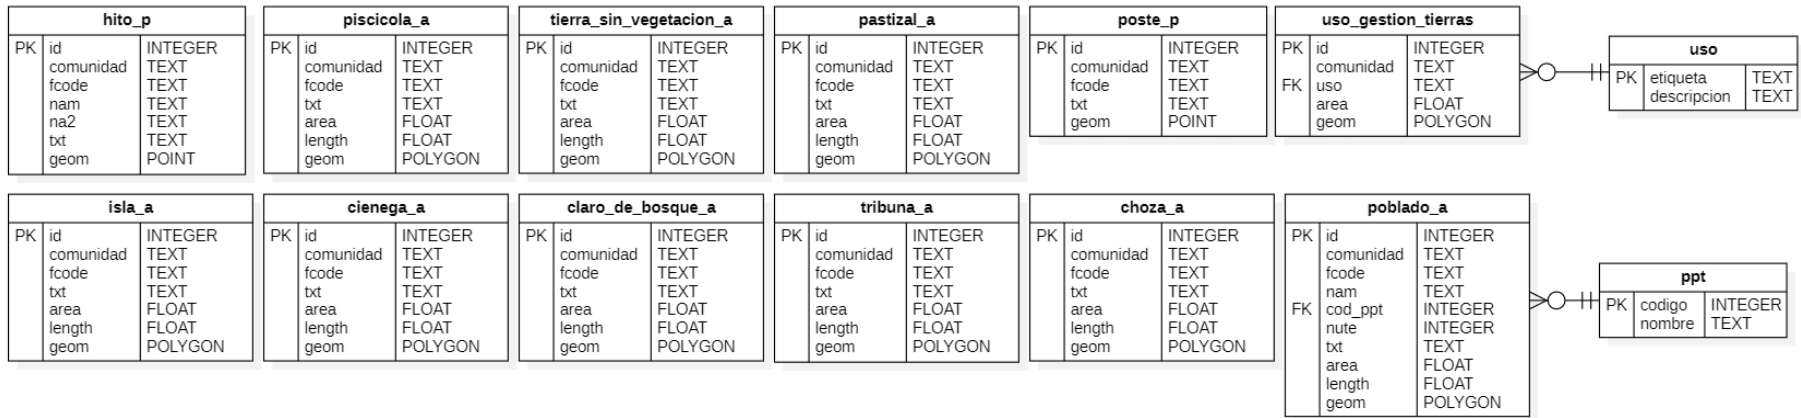 hito_p
PK id INTEGER
comunidad TEXT
fcode TEXT
nam TEXT
na2 TEXT
txt TEXT
geom POINT
piscicola_a
PK id INTEGER
comunidad TEXT
fcode TEXT
txt TEXT
area FLOAT
length FLOAT
geom POLYGON
tierra_sin_vegetacion_a
PK id INTEGER
comunidad TEXT
fcode TEXT
txt TEXT
area FLOAT
length FLOAT
geom POLYGON
pastizal_a
PK id INTEGER
comunidad TEXT
fcode TEXT
txt TEXT
area FLOAT
length FLOAT
geom POLYGON
poste_p
PK id INTEGER
comunidad TEXT
fcode TEXT
txt TEXT
geom POINT
uso_gestion_tierras
PK id INTEGER
comunidad TEXT
FK uso TEXT
area FLOAT
geom POLYGON
uso
PK etiqueta TEXT
descripcion TEXT
isla_a
PK id INTEGER
comunidad TEXT
fcode TEXT
txt TEXT
area FLOAT
length FLOAT
geom POLYGON
cienega_a
PK id INTEGER
comunidad TEXT
fcode TEXT
txt TEXT
area FLOAT
length FLOAT
geom POLYGON
claro_de_bosque_a
PK id INTEGER
comunidad TEXT
fcode TEXT
txt TEXT
area FLOAT
length FLOAT
geom POLYGON
tribuna_a
PK id INTEGER
comunidad TEXT
fcode TEXT
txt TEXT
area FLOAT
length FLOAT
geom POLYGON
choza_a
PK id INTEGER
comunidad TEXT
fcode TEXT
txt TEXT
area FLOAT
length FLOAT
geom POLYGON
poblado_a
PK id INTEGER
comunidad TEXT
fcode TEXT
nam TEXT
FK cod_ppt INTEGER
nute INTEGER
txt TEXT
area FLOAT
length FLOAT
geom POLYGON
ppt
PK codigo INTEGER
nombre TEXT